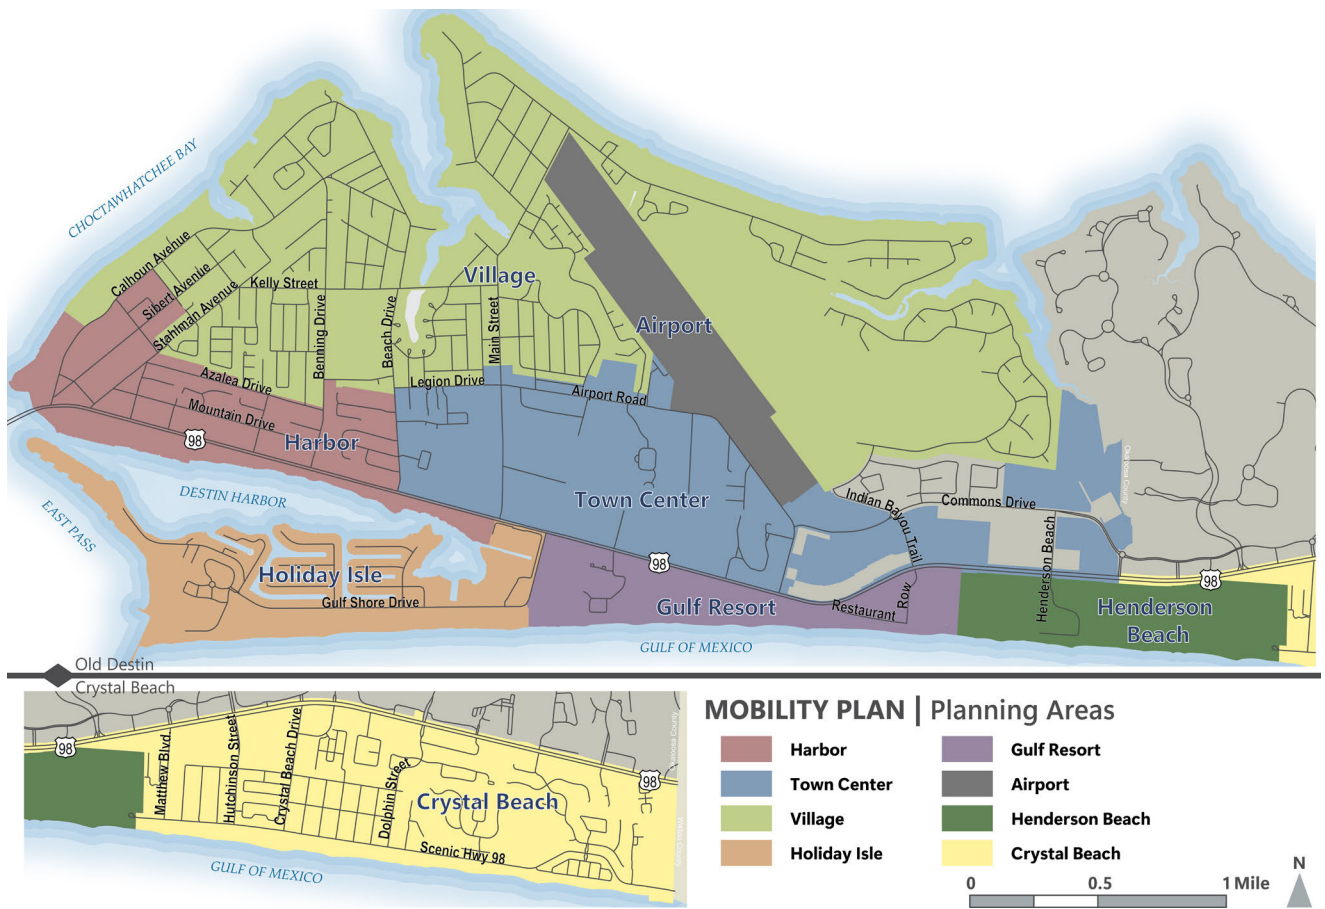 CHOCTAWHATCHEE BAY
Calhoun Avenue
Sibert Avenue
Stahlman Avenue
Kelly Street
Village
Benning Drive
Beach Drive
Main Street
Airport
Azalea Drive
Legion Drive
Airport Road
Mountain Drive
98
Harbor
DESTIN HARBOR
EAST PASS
Town Center
Indian Bayou Trail
Commons Drive
Okaloosa County
Henderson Beach
98
98
Holiday Isle
Gulf Shore Drive
Gulf Resort
Restaurant Row
Henderson
Beach
GULF OF MEXICO
Old Destin
Crystal Beach
98
Matthew Blvd.
Hutchinson Street
Crystal Beach Drive
Dolphin Street
Crystal Beach
Scenic Hwy 98
98
Okaloosa County
Walton County
GULF OF MEXICO
MOBILITY PLAN | Planning Areas
Harbor
Town Center
Village
Holiday Isle
Gulf Resort
Airport
Henderson Beach
Crystal Beach
0 0.5 1 Mile
N